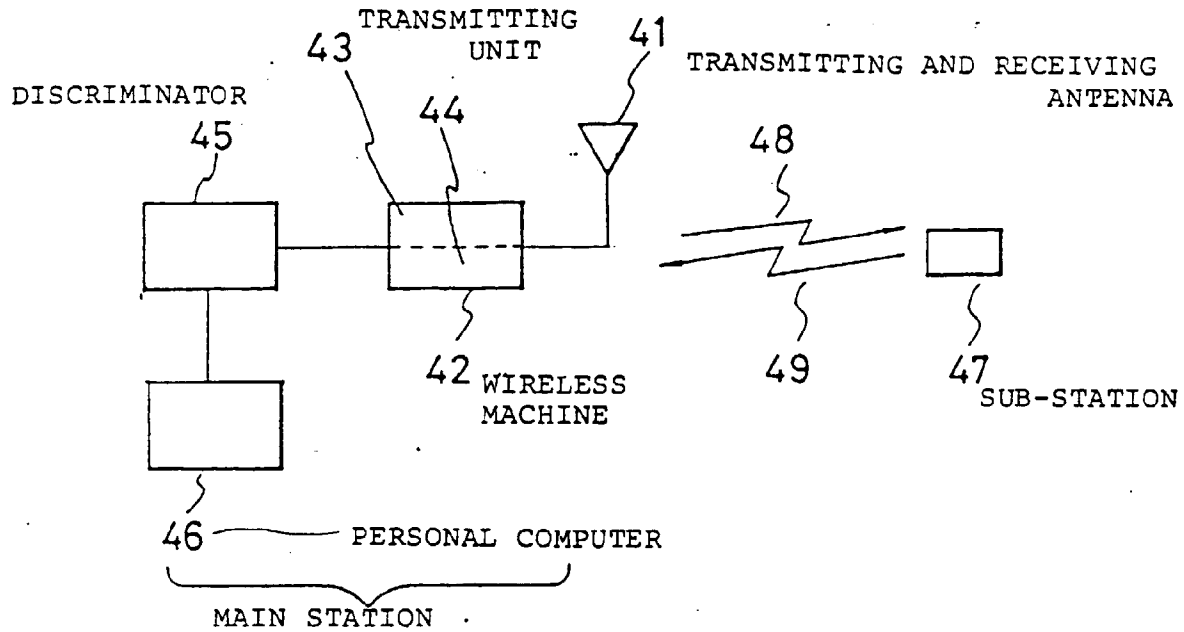 TRANSMITTING
UNIT
43
41
TRANSMITTING AND RECEIVING
ANTENNA
DISCRIMINATOR
45
44
48
42
WIRELESS
MACHINE
49
47
SUB-STATION
46
PERSONAL COMPUTER
MAIN STATION